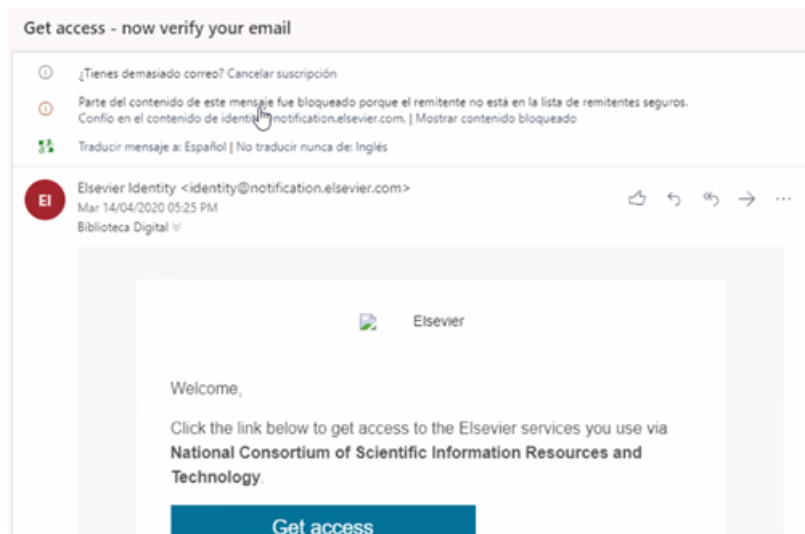 Get access - now verify your email
¿Tienes demasiado correo? Cancelar suscripción
Parte del contenido de este mensaje fue bloqueado porque el remitente no está en la lista de remitentes seguros.
Confío en el contenido de notification.elsevier.com. | Mostrar contenido bloqueado
Traducir mensaje a: Español | No traducir nunca de: Inglés
EI
Elsevier Identity <identity@notification.elsevier.com>
Mar 14/04/2020 05:25 PM
Biblioteca Digital
Elsevier
Welcome,
Click the link below to get access to the Elsevier services you use via
National Consortium of Scientific Information Resources and
Technology.
Get access